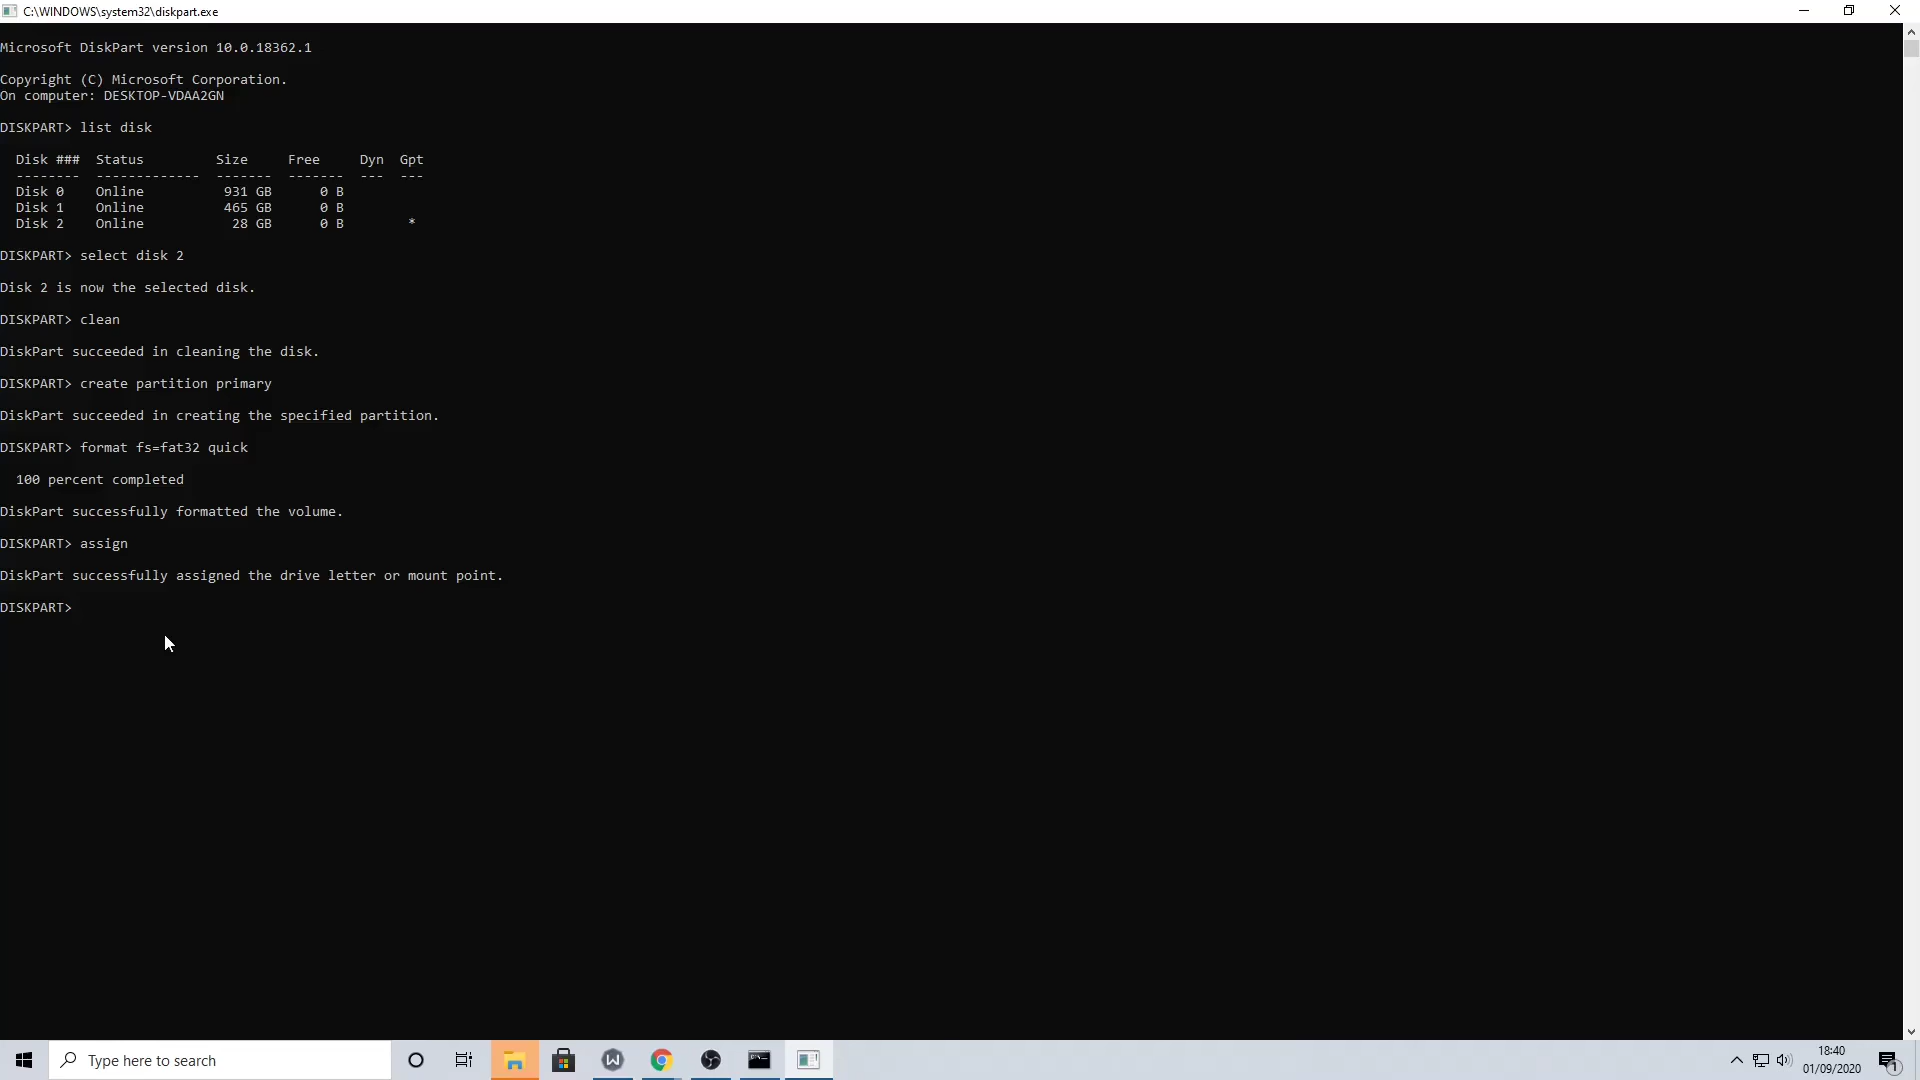 C:\WINDOWS\system32\diskpart.exe
Microsoft DiskPart version 10.0.18362.1
Copyright (C) Microsoft Corporation.
On computer: DESKTOP-VDAA2GN
DISKPART> list disk
  Disk ###  Status         Size     Free     Dyn  Gpt
  --------  -------------  -------  -------  ---  ---
  Disk 0    Online          931 GB      0 B
  Disk 1    Online          465 GB      0 B
  Disk 2    Online           28 GB      0 B        *
DISKPART> select disk 2
Disk 2 is now the selected disk.
DISKPART> clean
DiskPart succeeded in cleaning the disk.
DISKPART> create partition primary
DiskPart succeeded in creating the specified partition.
DISKPART> format fs=fat32 quick
  100 percent completed
DiskPart successfully formatted the volume.
DISKPART> assign
DiskPart successfully assigned the drive letter or mount point.
DISKPART>
Type here to search
18:40
01/09/2020
1